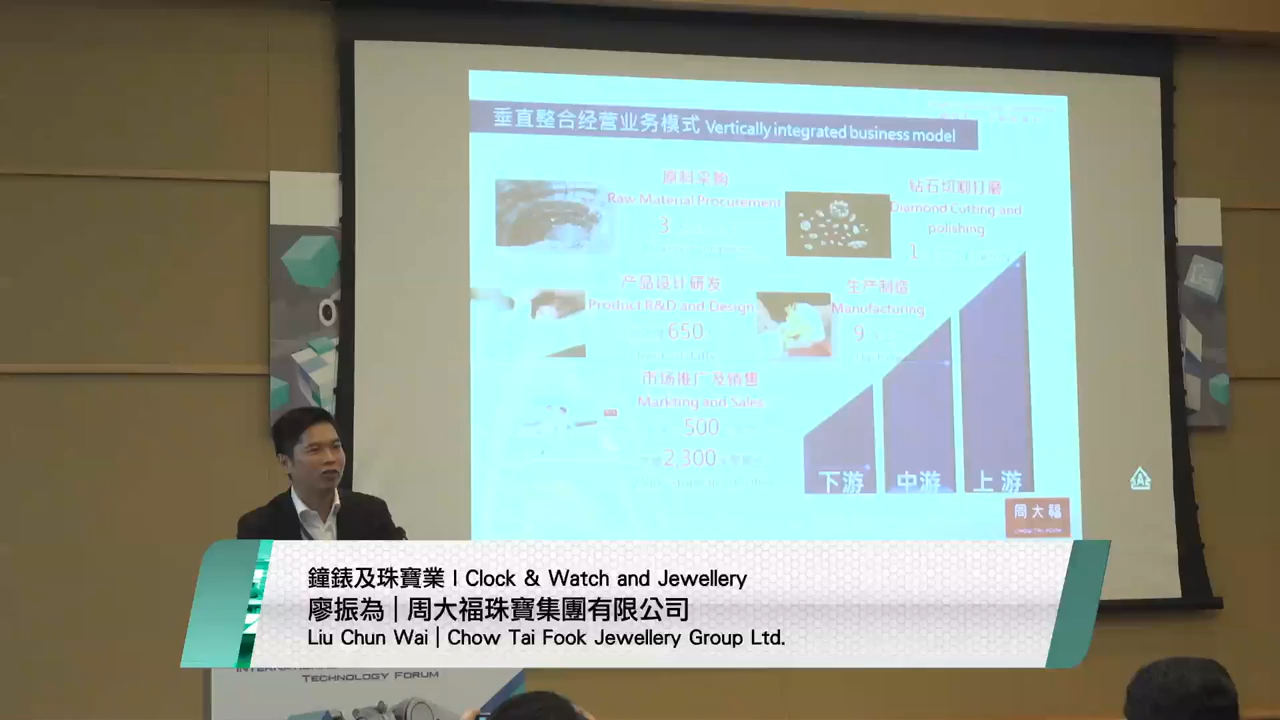 垂直整合经营业务模式 Vertically integrated business model
原料采购
Raw Material Procurement
3
钻石切割打磨
Diamond Cutting and
polishing
1
产品设计研发
Product R&D and Design
650
生产制造
Manufacturing
9
市场推广及销售
Markting and Sales
500
2,300
下游
中游
上游
周大福
CHOW TAI FOOK
鐘錶及珠寶業 | Clock & Watch and Jewellery
廖振為 | 周大福珠寶集團有限公司
Liu Chun Wai | Chow Tai Fook Jewellery Group Ltd.
TECHNOLOGY FORUM